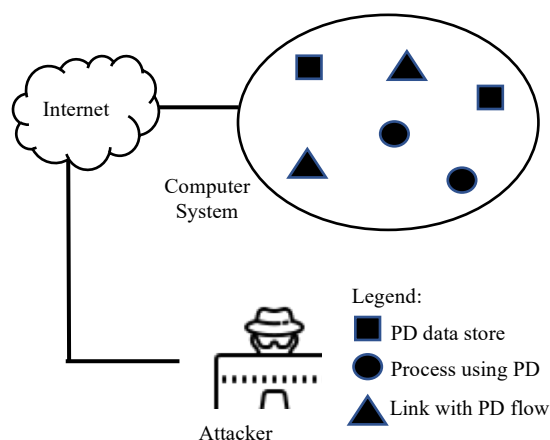 Internet
Computer
System
Legend:
PD data store
Process using PD
Link with PD flow
Attacker